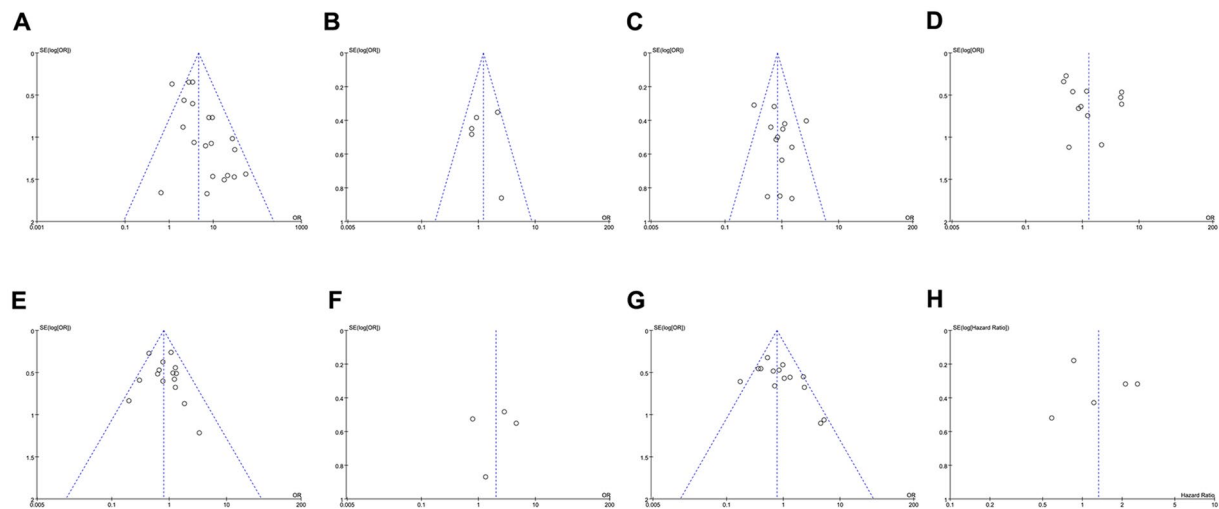 A
B
C
D
SE(log[OR])
SE(log[OR])
SE(log[OR])
SE(log[OR])
0
0
0
0
0.5
0.2
0.2
0.5
1
0.4
0.4
1
1.5
0.6
0.6
1.5
2
0.8
0.8
2
1
1
OR
OR
OR
OR
0.001 0.1 1 10 1000
0.005 0.1 1 10 200
0.005 0.1 1 10 200
0.005 0.1 1 10 200
E
F
G
H
SE(log[OR])
SE(log[OR])
SE(log[OR])
SE(log[Hazard Ratio])
0
0
0
0
0.5
0.2
0.5
0.2
1
0.4
1
0.4
1.5
0.6
1.5
0.6
2
0.8
2
0.8
1
1
OR
OR
OR
Hazard Ratio
0.005 0.1 1 10 200
0.005 0.1 1 10 200
0.005 0.1 1 10 200
0.1 0.2 0.5 1 2 5 10